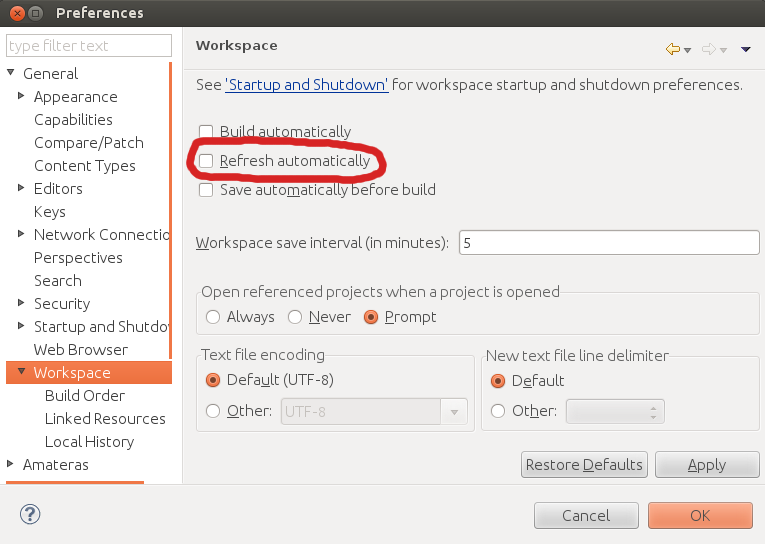 Preferences
type filter text
General
Appearance
Capabilities
Compare/Patch
Content Types
Editors
Keys
Network Connectio
Perspectives
Search
Security
Startup and Shutdo
Web Browser
Workspace
Build Order
Linked Resources
Local History
Amateras
Workspace
See 'Startup and Shutdown' for workspace startup and shutdown preferences.
Build automatically
Refresh automatically
Save automatically before build
Workspace save interval (in minutes): 5
Open referenced projects when a project is opened
Always Never Prompt
Text file encoding
Default (UTF-8)
Other: UTF-8
New text file line delimiter
Default
Other:
Restore Defaults Apply
? Cancel OK